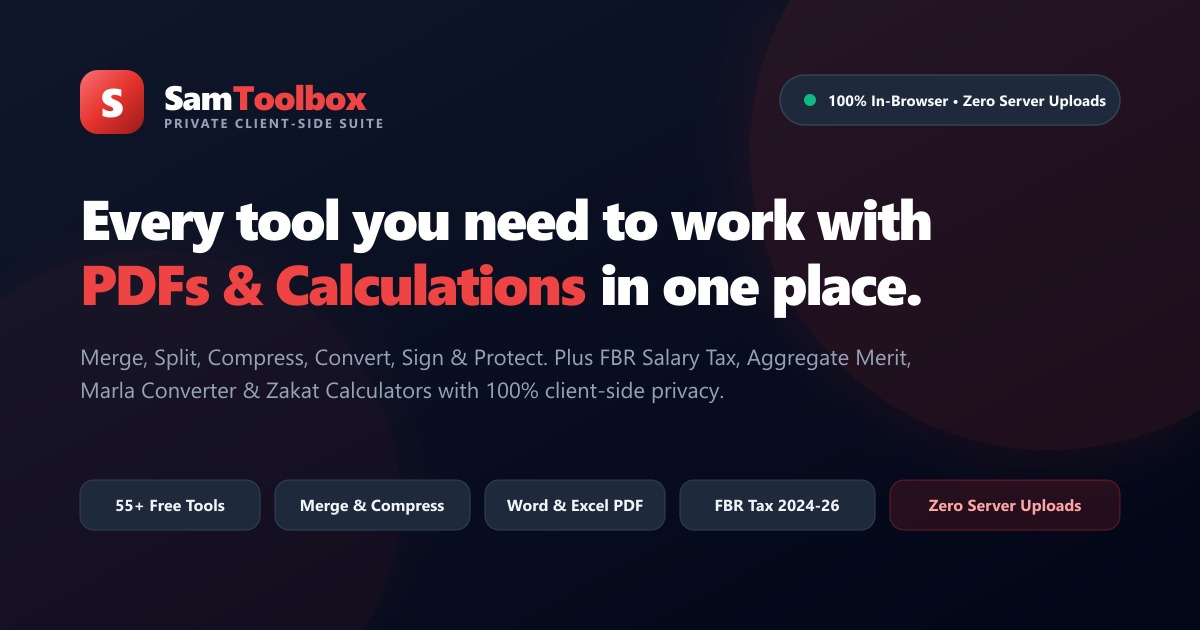 S
SamToolbox
PRIVATE CLIENT-SIDE SUITE
100% In-Browser • Zero Server Uploads
Every tool you need to work with
PDFs & Calculations in one place.
Merge, Split, Compress, Convert, Sign & Protect. Plus FBR Salary Tax, Aggregate Merit,
Marla Converter & Zakat Calculators with 100% client-side privacy.
55+ Free Tools
Merge & Compress
Word & Excel PDF
FBR Tax 2024-26
Zero Server Uploads